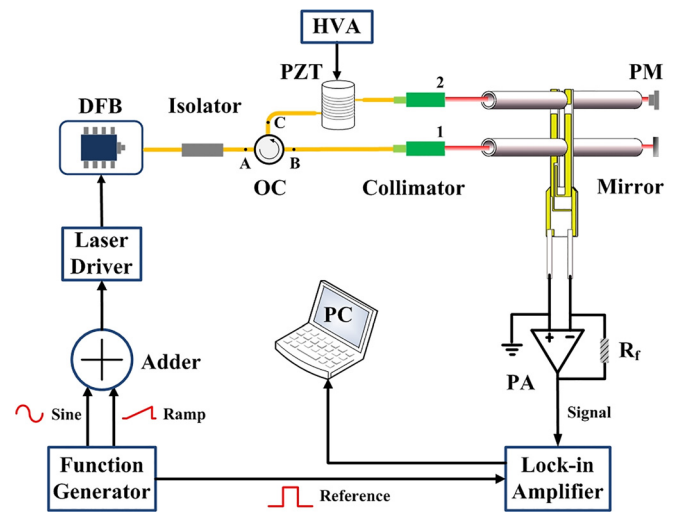 HVA
PZT
2
PM
DFB
Isolator
C
1
A
B
OC
Collimator
Mirror
Laser
Driver
PC
+
-
Adder
PA
Rf
Sine
Ramp
Signal
Function
Generator
Reference
Lock-in
Amplifier